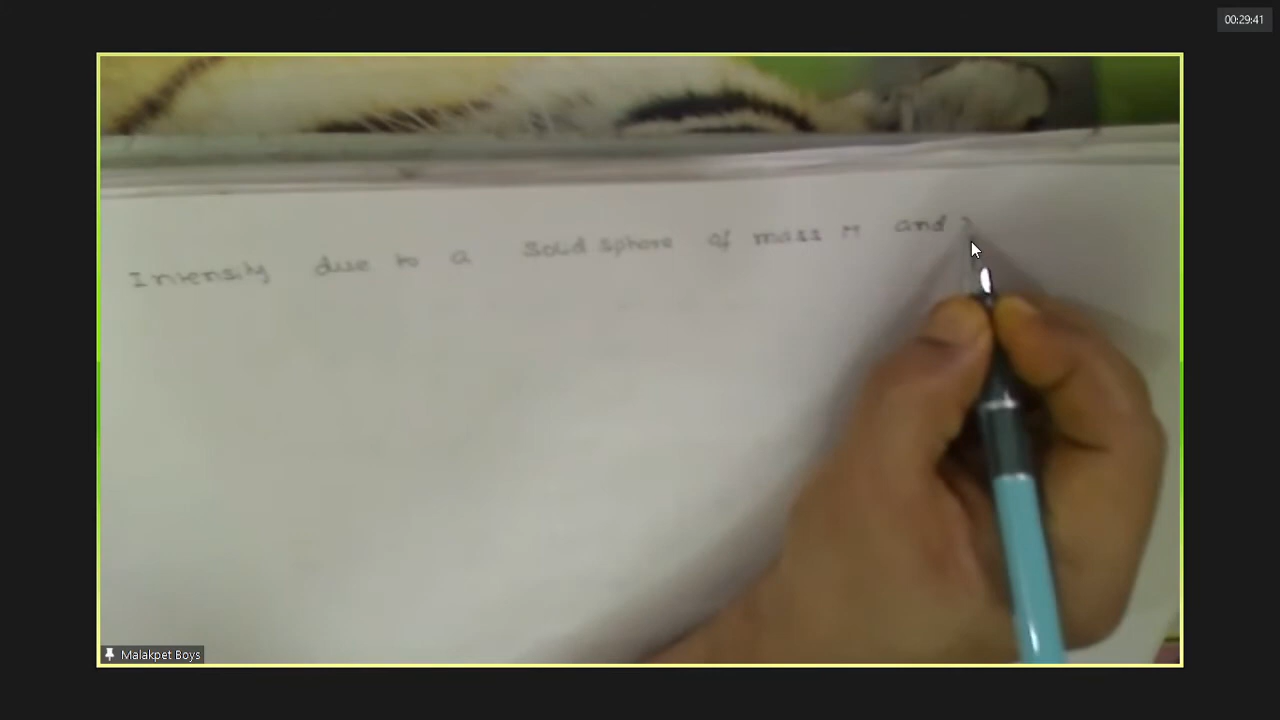 00:29:41
Intensity due to a solid sphere of mass M and
Malakpet Boys